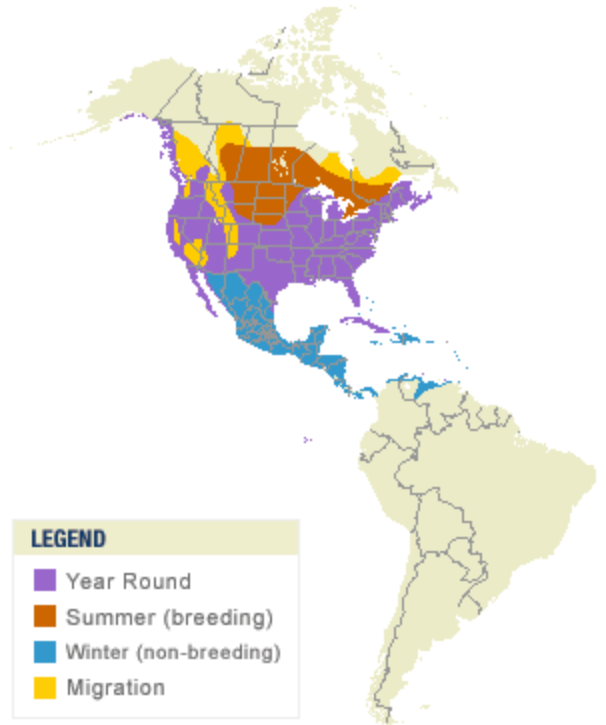 LEGEND
Year Round
Summer (breeding)
Winter (non-breeding)
Migration